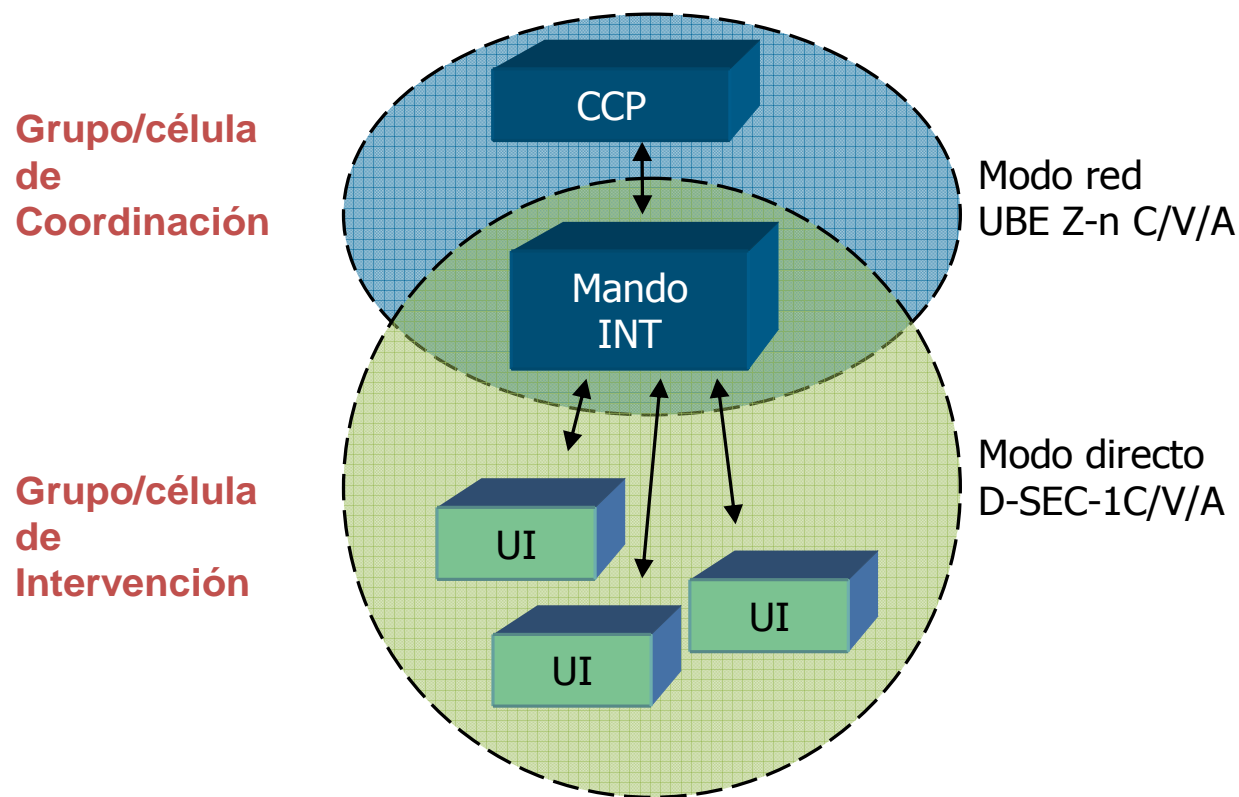 CCP
Grupo/célula
de
Coordinación
Modo red
UBE Z-n C/V/A
Mando
INT
Modo directo
D-SEC-1C/V/A
Grupo/célula
de
Intervención
UI
UI
UI